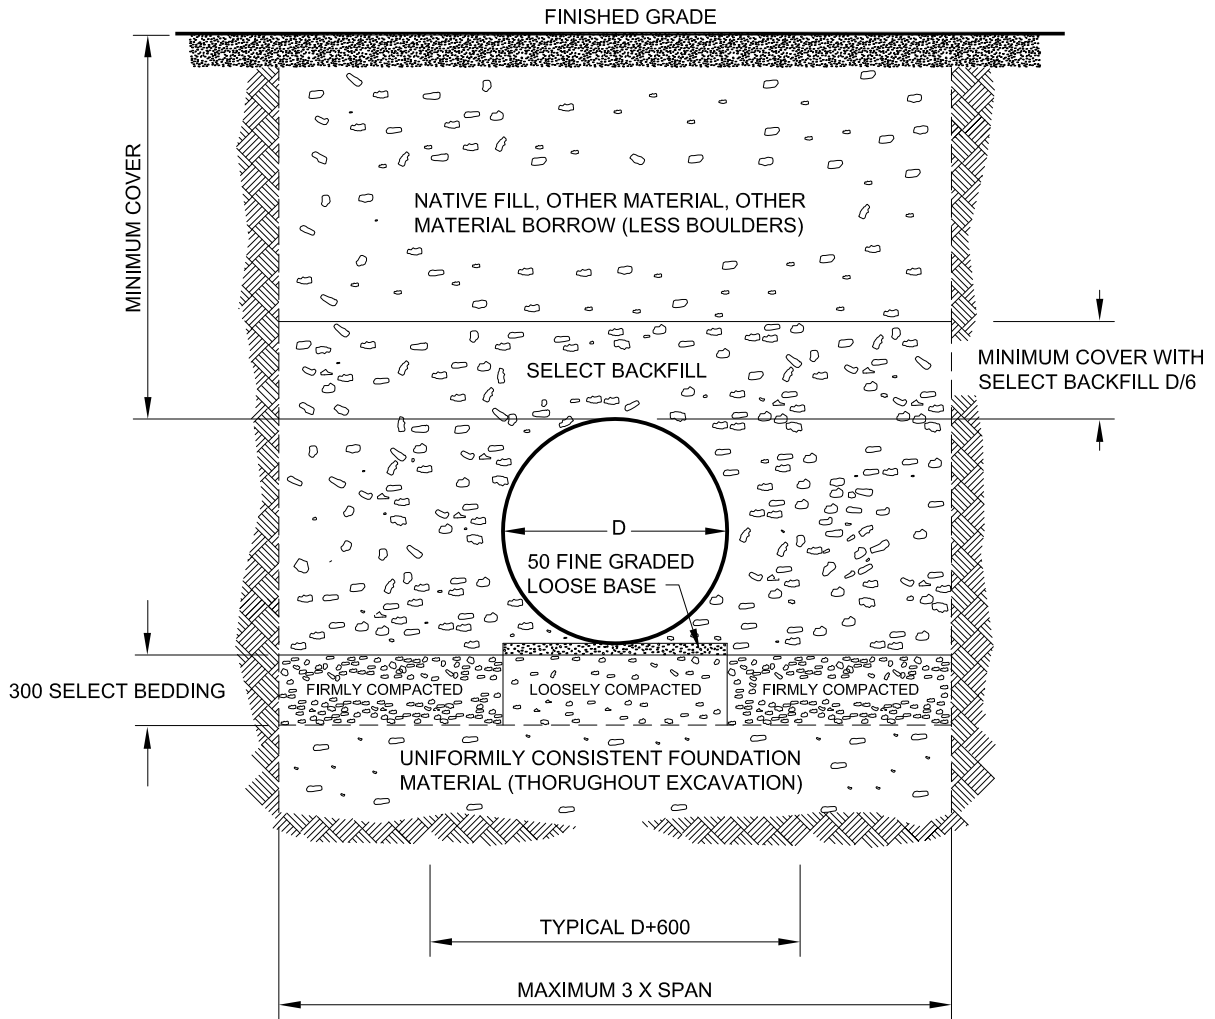 FINISHED GRADE
MINIMUM COVER
NATIVE FILL, OTHER MATERIAL, OTHER
MATERIAL BORROW (LESS BOULDERS)
MINIMUM COVER WITH
SELECT BACKFILL D/6
SELECT BACKFILL
D
50 FINE GRADED
LOOSE BASE
300 SELECT BEDDING
FIRMLY COMPACTED
LOOSELY COMPACTED
FIRMLY COMPACTED
UNIFORMILY CONSISTENT FOUNDATION
MATERIAL (THORUGHOUT EXCAVATION)
TYPICAL D+600
MAXIMUM 3 X SPAN